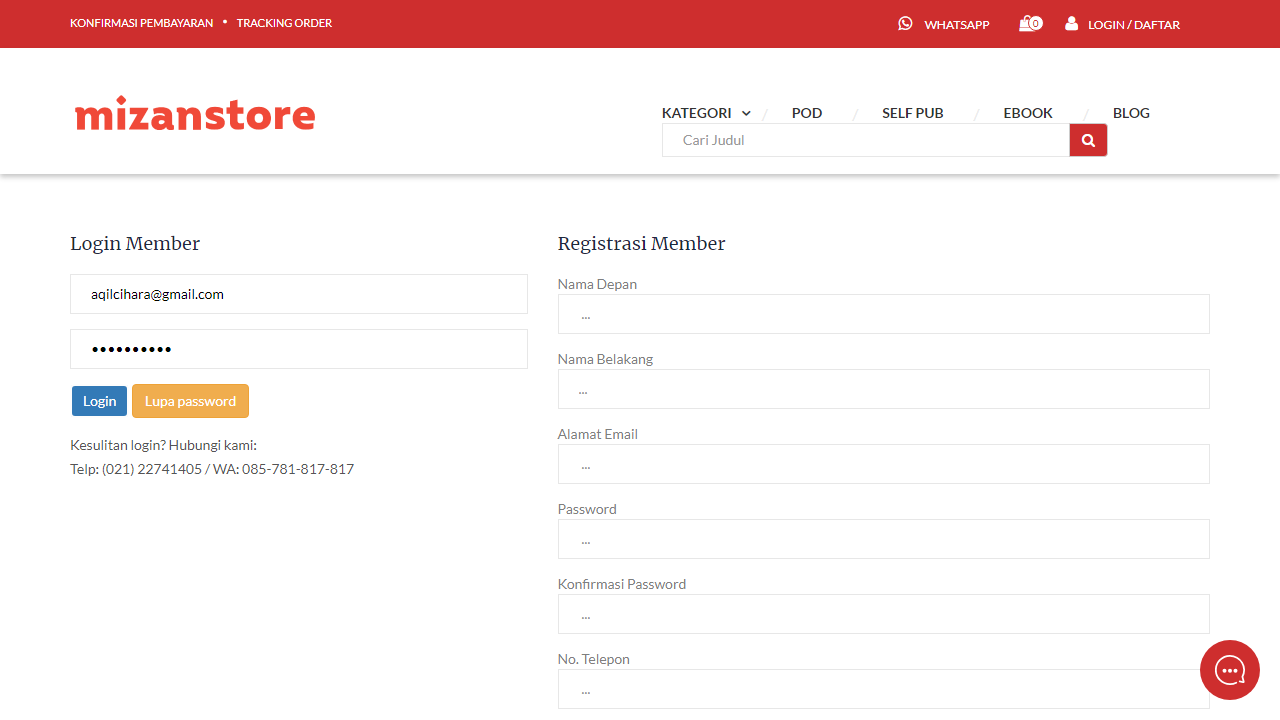 KONFIRMASI PEMBAYARAN • TRACKING ORDER
WHATSAPP 0 LOGIN / DAFTAR
mizanstore
KATEGORI / POD / SELF PUB / EBOOK / BLOG
Cari Judul
Login Member
aqilcihara@gmail.com
••••••••••
Login Lupa password
Kesulitan login? Hubungi kami:
Telp: (021) 22741405 / WA: 085-781-817-817
Registrasi Member
Nama Depan
...
Nama Belakang
...
Alamat Email
...
Password
...
Konfirmasi Password
...
No. Telepon
...